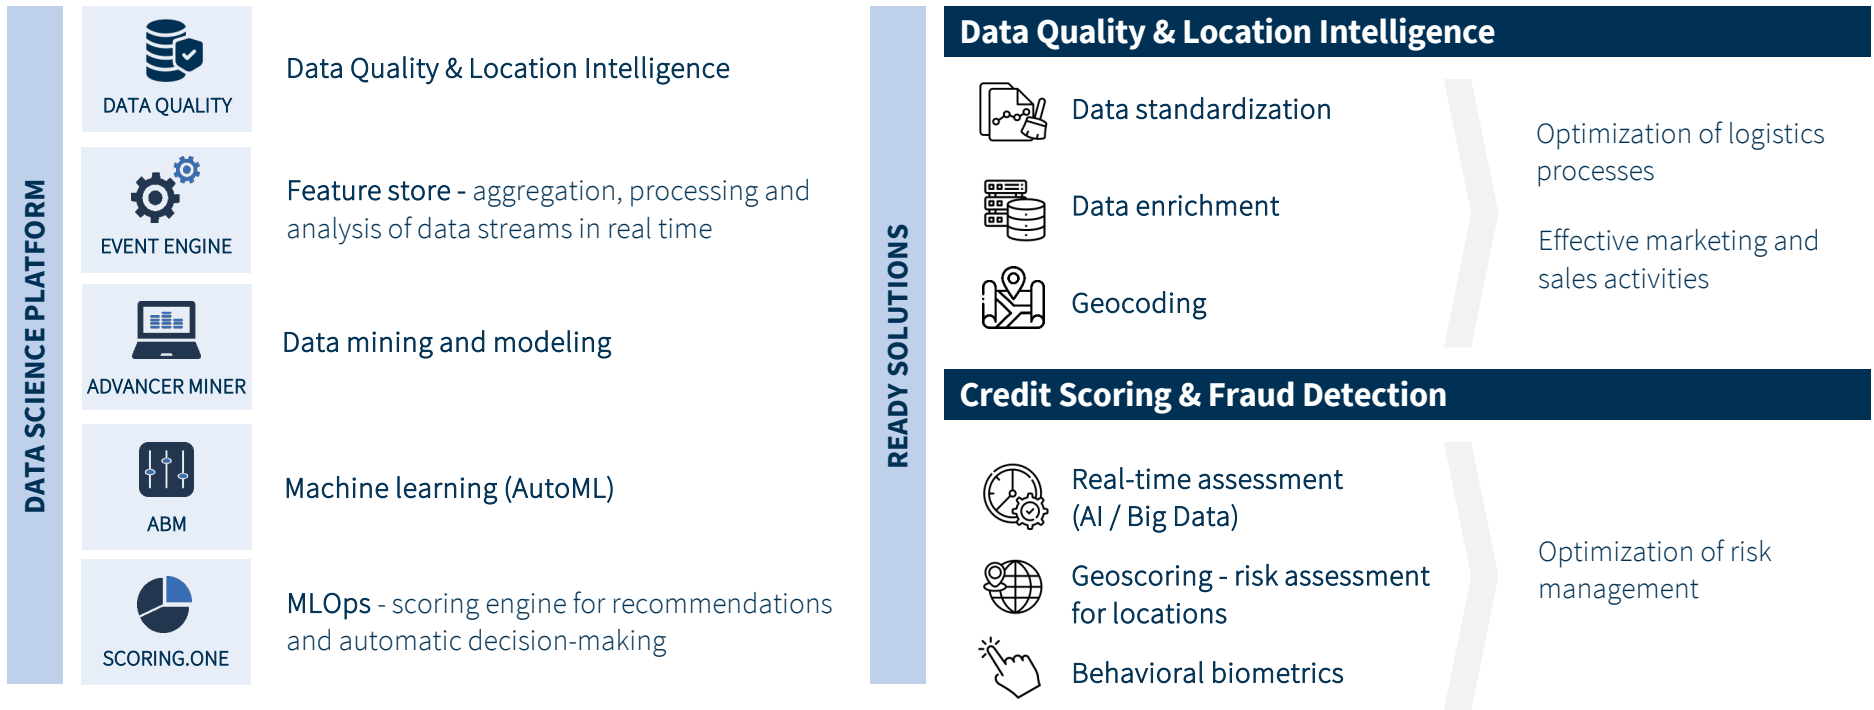 DATA SCIENCE PLATFORM
DATA QUALITY
Data Quality & Location Intelligence
EVENT ENGINE
Feature store - aggregation, processing and
analysis of data streams in real time
ADVANCER MINER
Data mining and modeling
ABM
Machine learning (AutoML)
SCORING.ONE
MLOps - scoring engine for recommendations
and automatic decision-making
READY SOLUTIONS
Data Quality & Location Intelligence
Data standardization
Data enrichment
Geocoding
Optimization of logistics
processes
Effective marketing and
sales activities
Credit Scoring & Fraud Detection
Real-time assessment
(AI / Big Data)
Geoscoring - risk assessment
for locations
Behavioral biometrics
Optimization of risk
management